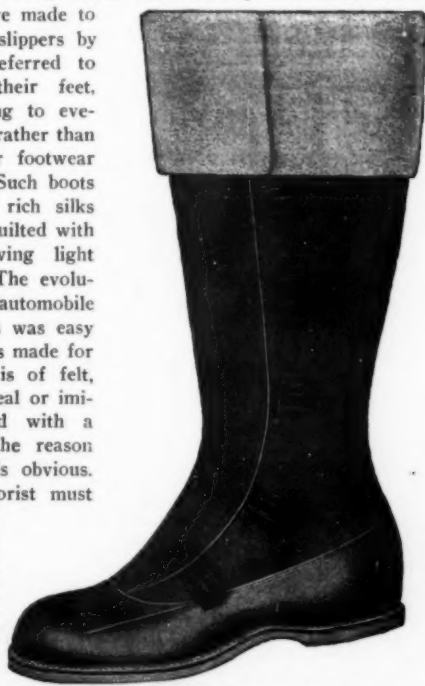 re made to
slippers by
eferred to
their feet,
ng to eve-
rather than
r footwear
Such boots
rich silks
uilted with
ving light
The evolu-
automobile
was easy
s made for
is of felt,
eal or imi-
d with a
he reason
s obvious.
orist must